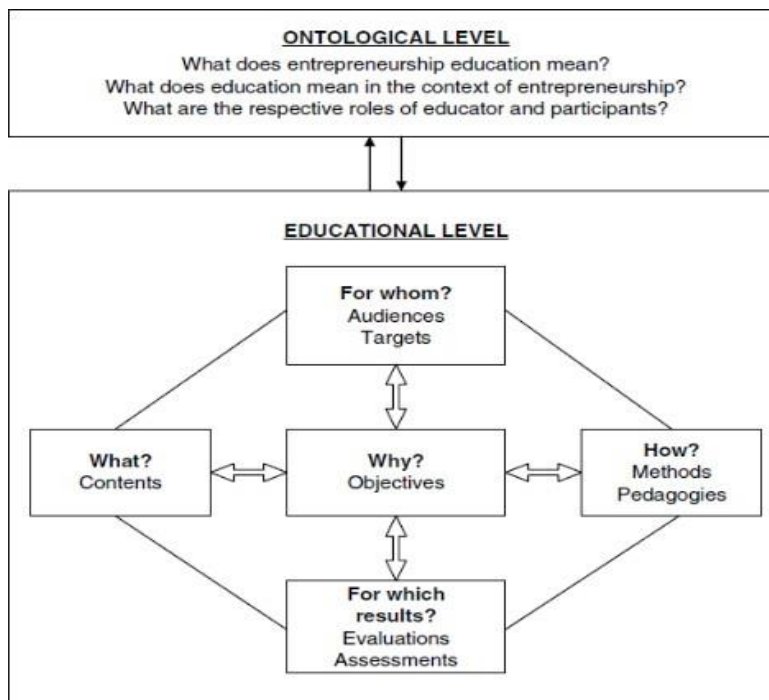 ONTOLOGICAL LEVEL
What does entrepreneurship education mean?
What does education mean in the context of entrepreneurship?
What are the respective roles of educator and participants?
EDUCATIONAL LEVEL
For whom?
Audiences
Targets
What?
Contents
Why?
Objectives
How?
Methods
Pedagogies
For which
results?
Evaluations
Assessments